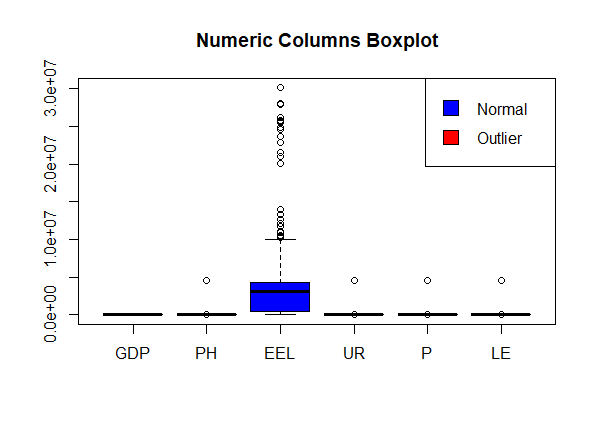 Numeric Columns Boxplot
3.0e+07
2.0e+07
1.0e+07
0.0e+00
Normal
Outlier
GDP PH EEL UR P LE